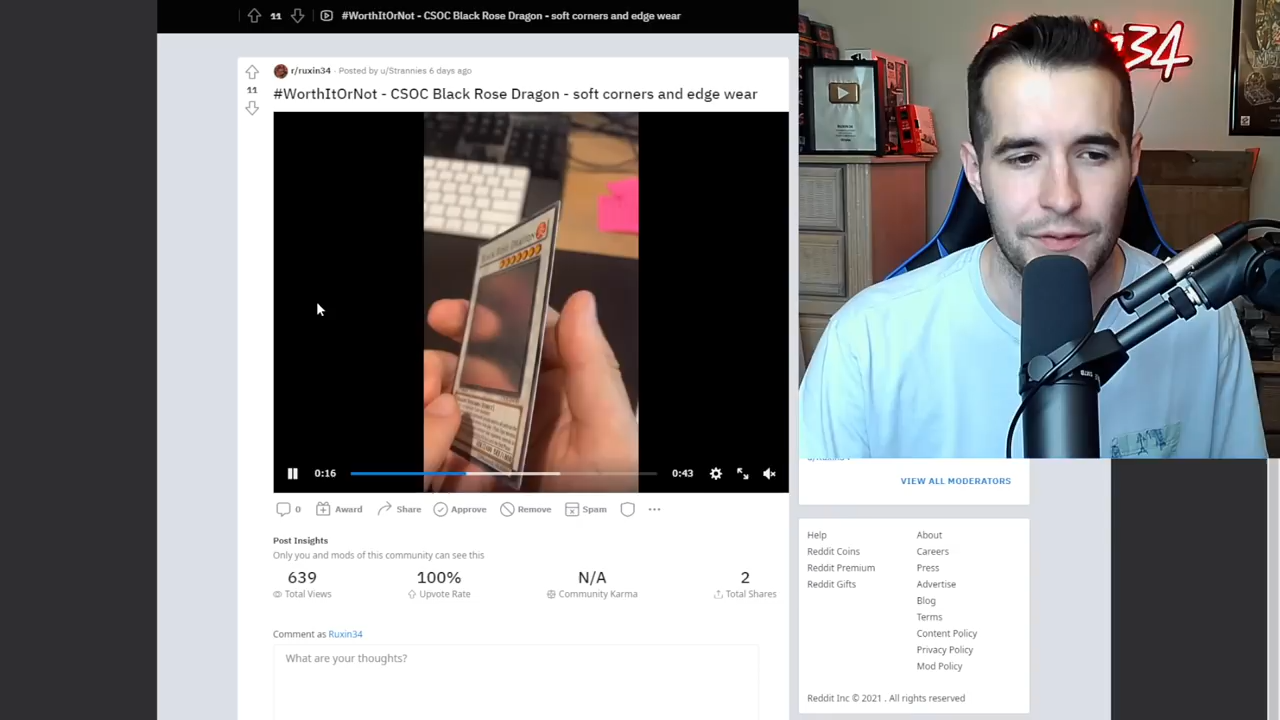 11
#WorthItOrNot - CSOC Black Rose Dragon - soft corners and edge wear
r/ruxin34 · Posted by u/Strannies 6 days ago
11
#WorthItOrNot - CSOC Black Rose Dragon - soft corners and edge wear
0:16
0:43
0
Award
Share
Approve
Remove
Spam
Post Insights
Only you and mods of this community can see this
639
100%
N/A
2
Total Views
Upvote Rate
Community Karma
Total Shares
Comment as Ruxin34
What are your thoughts?
VIEW ALL MODERATORS
Help
About
Reddit Coins
Careers
Reddit Premium
Press
Reddit Gifts
Advertise
Blog
Terms
Content Policy
Privacy Policy
Mod Policy
Reddit Inc © 2021 . All rights reserved